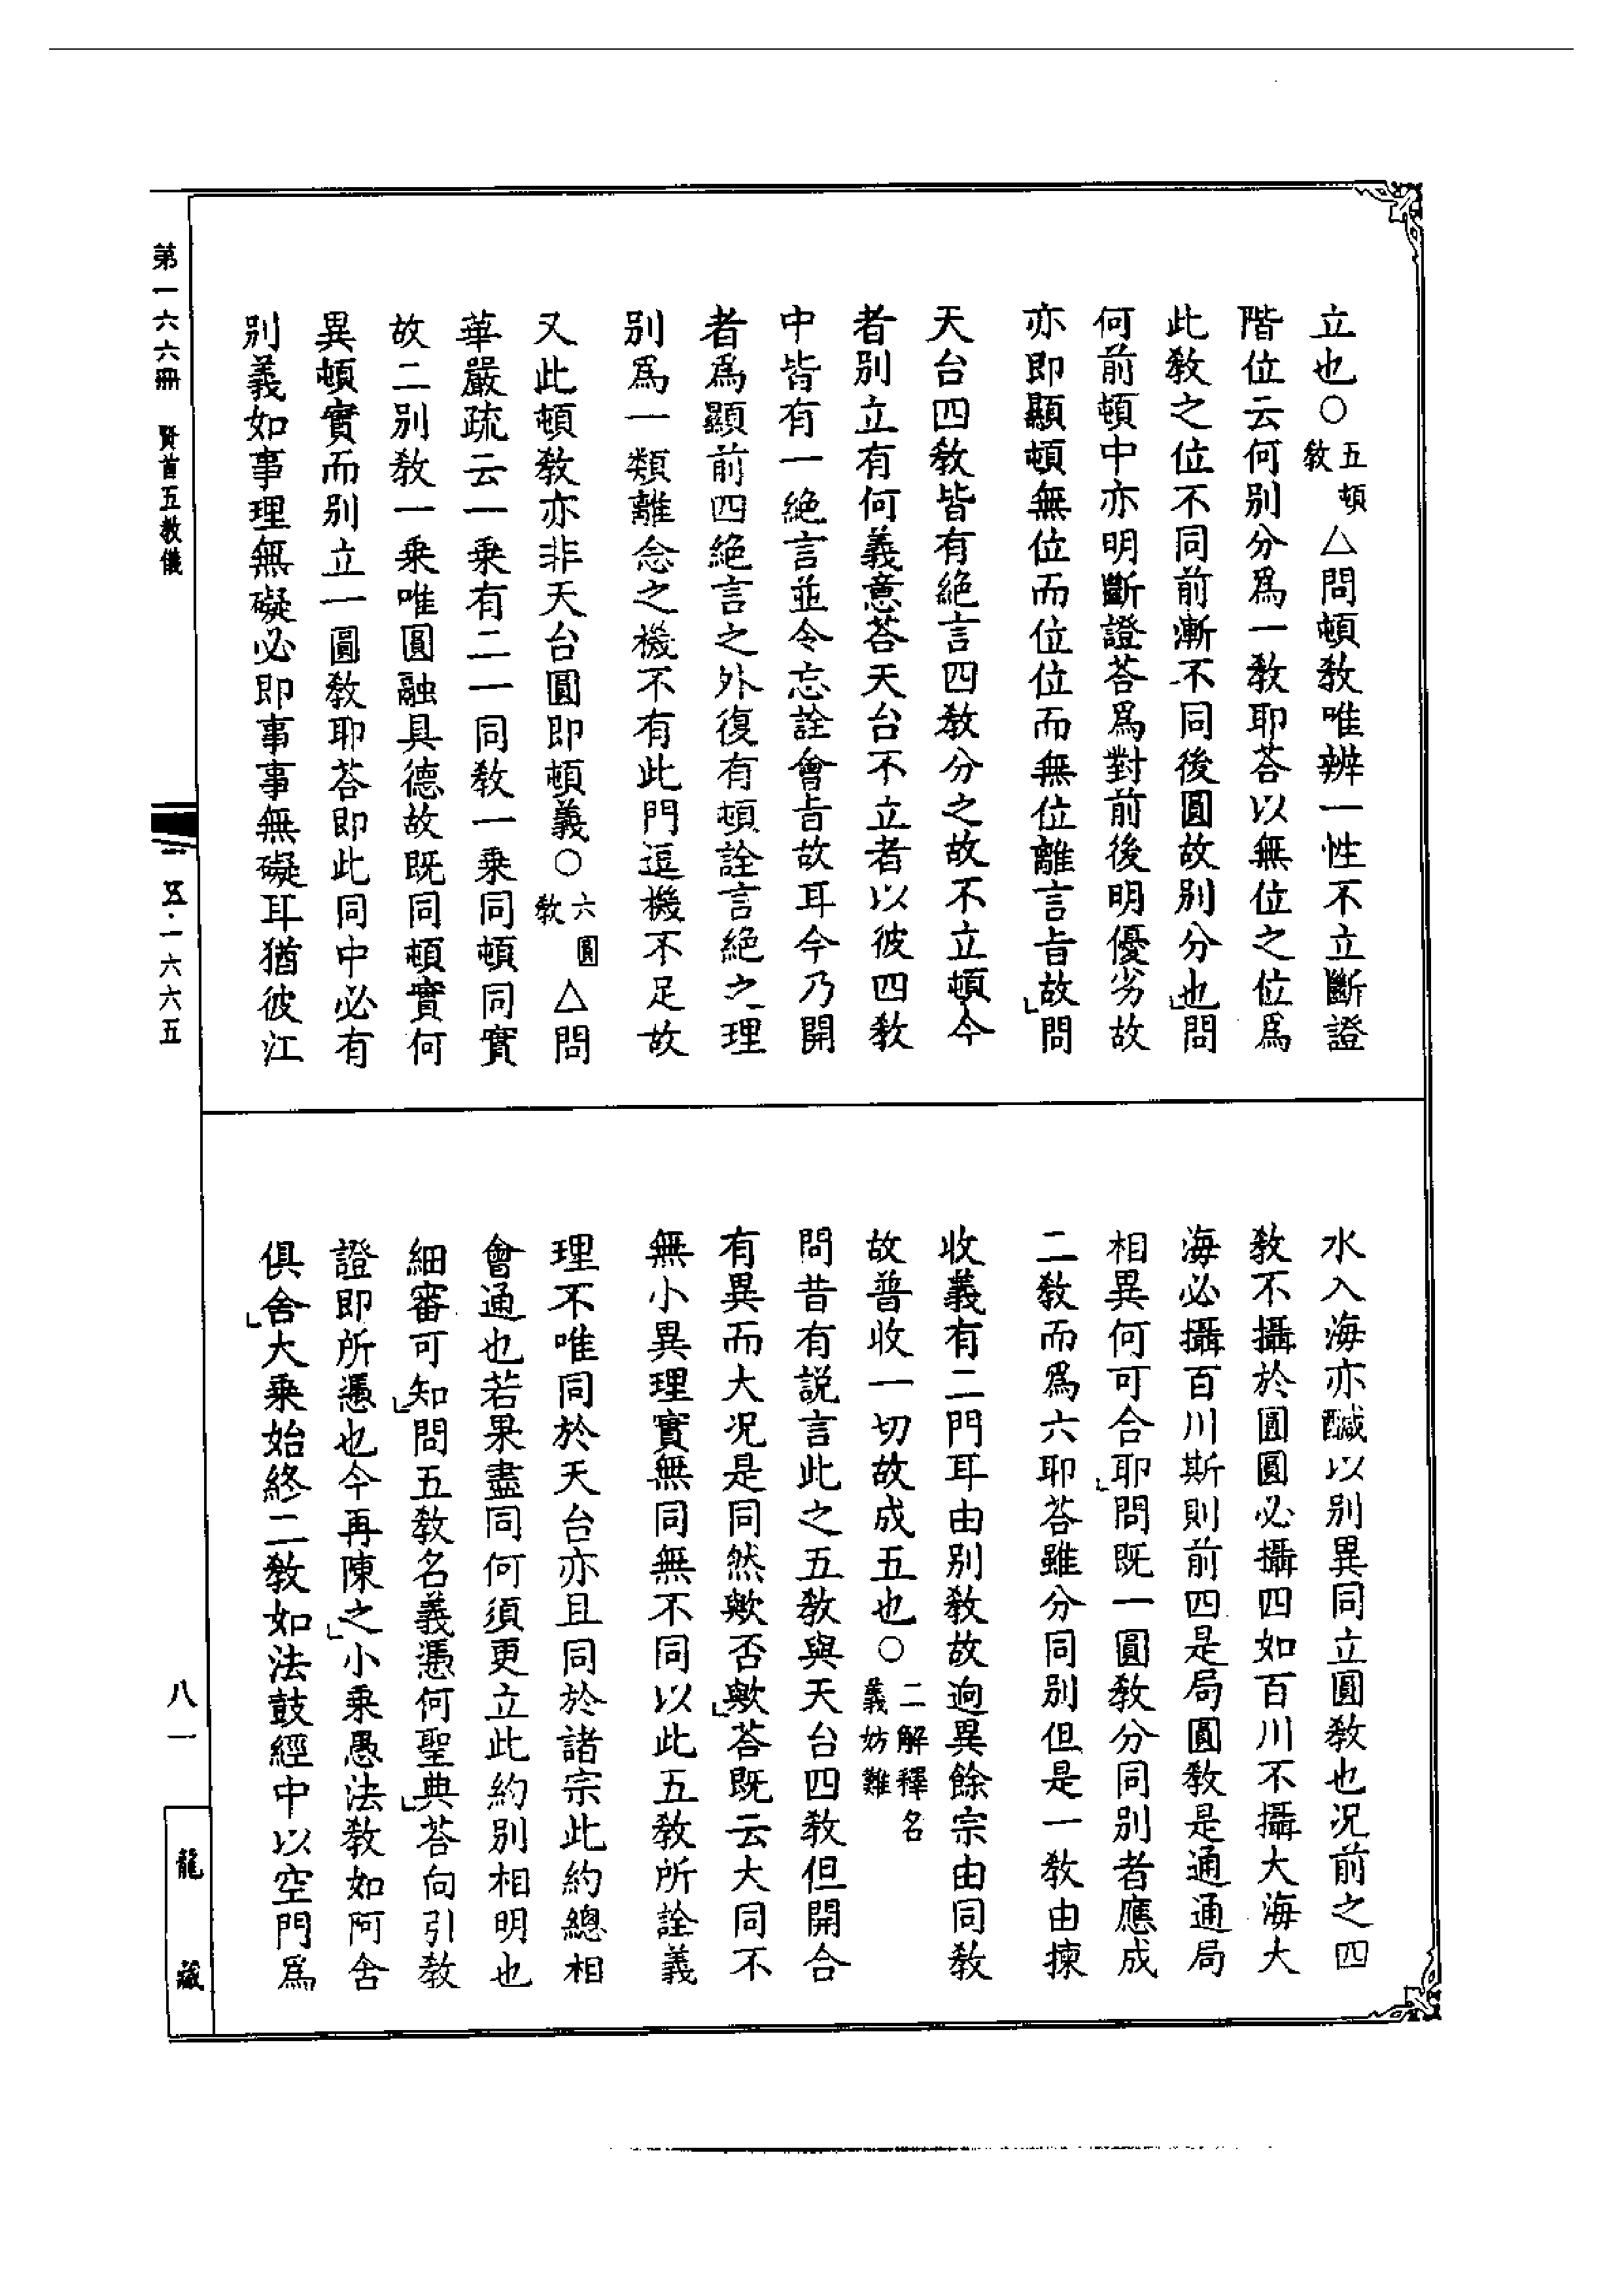 立也○五頓教△問頓教唯辨一性不立斷證
階位云何別分爲一教耶荅以無位之位爲
此教之位不同前漸不同後圓故別分也問
何前頓中亦明斷證荅爲對前後明優劣故
亦即顯頓無位而位位而無位離言㫖故問
天台四教皆有絶言四教分之故不立頓今
者別立有何義意荅天台不立者以彼四教
中皆有一絶言並令忘詮會㫖故耳今乃開
者爲顯前四絶言之外復有頓詮言絶之理
別爲一類離念之機不有此門逗機不足故
又此頓教亦非天台圓即頓義○六圓教△問
華嚴疏云一乗有二一同教一乗同頓同實
故二別教一乗唯圓融具德故既同頓實何
異頓實而別立一圓教耶荅即此同中必有
別義如事理無礙必即事事無礙耳猶彼江
水入海亦醎以別異同立圓教也况前之四
教不攝於圓圓必攝四如百川不攝大海大
海必攝百川斯則前四是局圓教是通通局
相異何可合耶問既一圓教分同別者應成
二教而爲六耶荅雖分同別但是一教由揀
收義有二門耳由別教故逈異餘宗由同教
故普收一切故成五也○二解釋名義妨難
問昔有説言此之五教與天台四教但開合
有異而大况是同然歟否歟荅既云大同不
無小異理實無同無不同以此五教所詮義
理不唯同於天台亦且同於諸宗此約總相
會通也若果盡同何須更立此約別相明也
細審可知問五教名義憑何聖典荅向引教
證即所憑也今再陳之小乗愚法教如阿含
俱舍大乗始終二教如法鼓經中以空門爲
第一六六冊 賢首五教儀
一五·一六六五
八一
龍藏